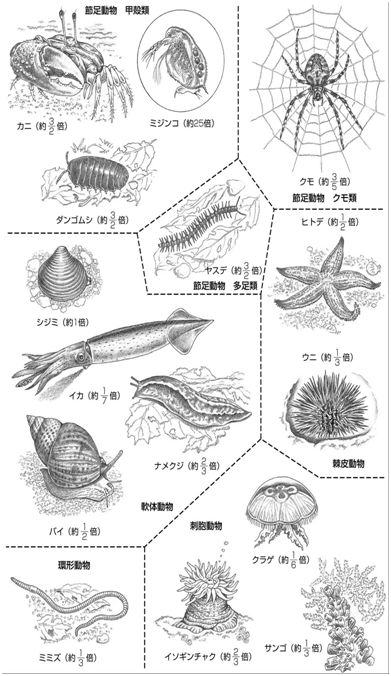 節足動物 甲殻類
カニ (約3/2倍)
ミジンコ (約25倍)
ダンゴムシ (約3/2倍)
クモ (約3/5倍)
節足動物 クモ類
ヤスデ (約3/2倍)
節足動物 多足類
ヒトデ (約1/2倍)
ウニ (約1/3倍)
棘皮動物
シジミ (約1倍)
イカ (約1/7倍)
ナメクジ (約2/3倍)
バイ (約1/2倍)
軟体動物
刺胞動物
クラゲ (約1/6倍)
イソギンチャク (約2/3倍)
サンゴ (約1/3倍)
環形動物
ミミズ (約1/3倍)